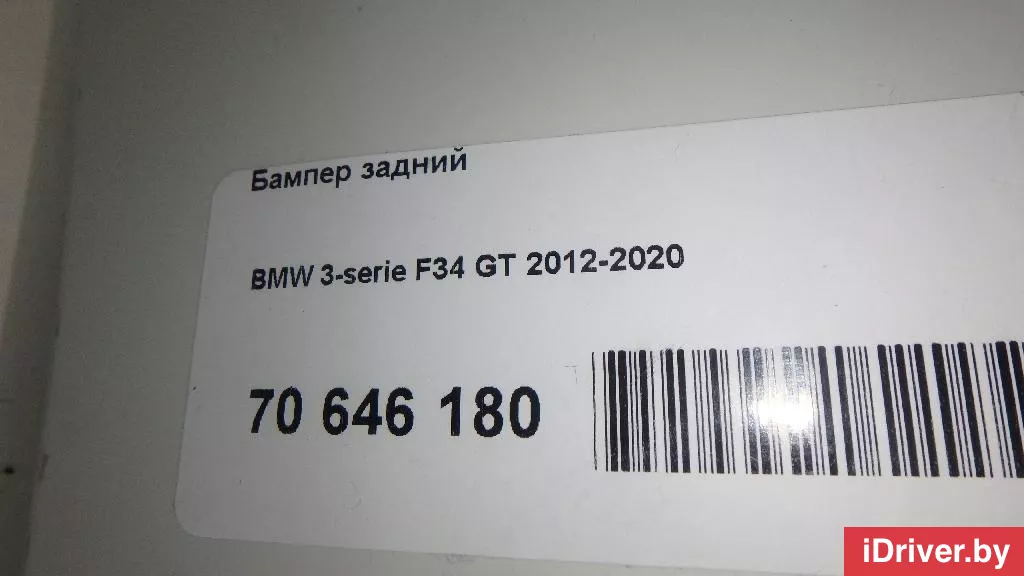 Бампер задний
BMW 3-serie F34 GT 2012-2020
70 646 180
iDriver.by